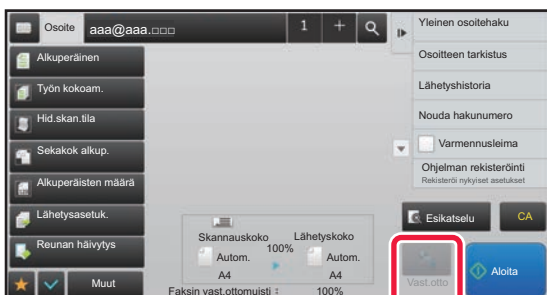 Osoite aaa@aaa.□□□ 1 +
Alkuperäinen
Työn kokoam.
Hid.skan.tila
Sekakok alkup.
Alkuperäisten määrä
Lähetysasetuk.
Reunan häivytys
Muut
Skannauskoko Lähetyskoko
100%
Autom. Autom.
A4 A4
Faksin vast.ottomuisti : 100%
Yleinen osoitehaku
Osoitteen tarkistus
Lähetyshistoria
Nouda hakunumero
Varmennusleima
Ohjelman rekisteröinti
Rekisteröi nykyiset asetukset
Esikatselu CA
Vast.otto Aloita